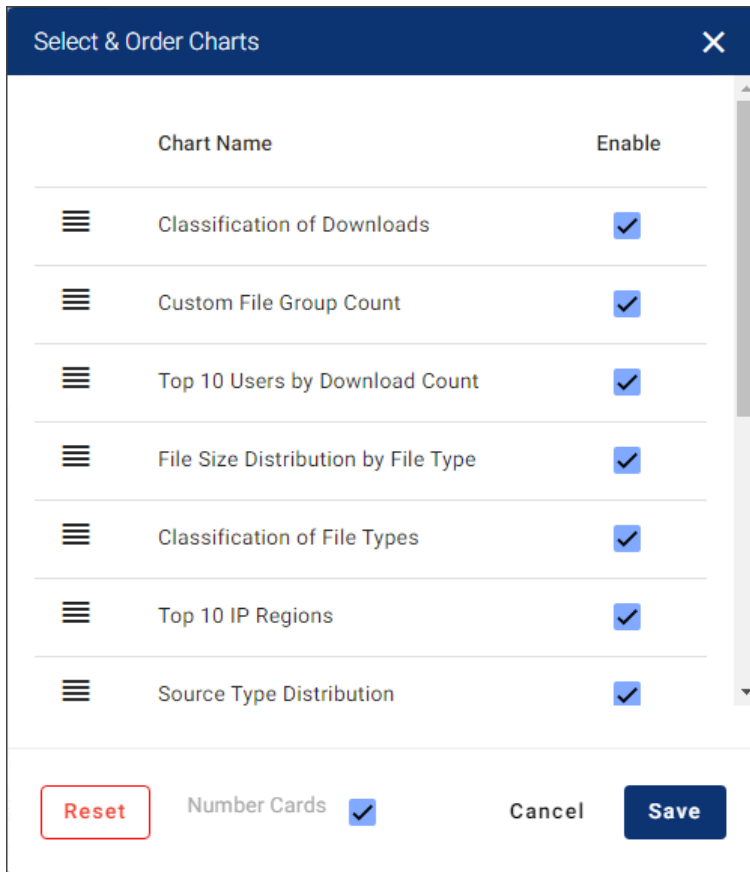 Select & Order Charts
Chart Name Enable
Classification of Downloads
Custom File Group Count
Top 10 Users by Download Count
File Size Distribution by File Type
Classification of File Types
Top 10 IP Regions
Source Type Distribution
Reset Number Cards Cancel Save